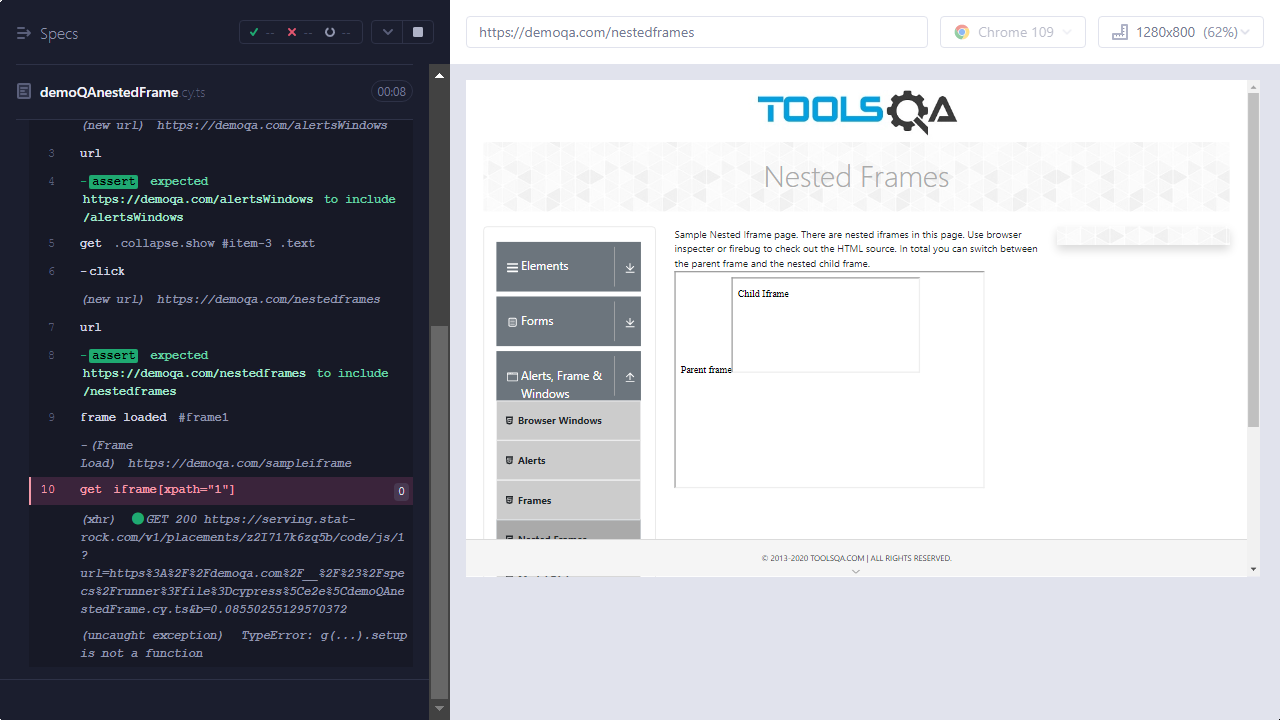 Specs
-- -- --
demoQAnestedFrame.cy.ts
00:08
(new url) https://demoqa.com/alertsWindows
3 url
4 -assert expected
https://demoqa.com/alertsWindows to include
/alertsWindows
5 get .collapse.show #item-3 .text
6 -click
(new url) https://demoqa.com/nestedframes
7 url
8 -assert expected
https://demoqa.com/nestedframes to include
/nestedframes
9 frame loaded #frame1
-(Frame
Load) https://demoqa.com/sampleiframe
10 get iframe[xpath="1"] 0
(xhr) GET 200 https://serving.stat-
rock.com/v1/placements/z2I717k6zq5b/code/js/1
?
url=https%3A%2F%2Fdemoqa.com%2F__%2F%23%2Fspe
cs%2Frunner%3Ffile%3Dcypress%5Ce2e%5CdemoQAne
stedFrame.cy.ts&b=0.08550255129570372
(uncaught exception) TypeError: g(...).setup
is not a function
https://demoqa.com/nestedframes
Chrome 109
1280x800 (62%)
TOOLSQA
Nested Frames
Elements
Forms
Alerts, Frame &
Windows
Browser Windows
Alerts
Frames
Nested Frames
Sample Nested Iframe page. There are nested iframes in this page. Use browser
inspecter or firebug to check out the HTML source. In total you can switch between
the parent frame and the nested child frame.
Child Iframe
Parent frame
© 2013-2020 TOOLSQA.COM | ALL RIGHTS RESERVED.